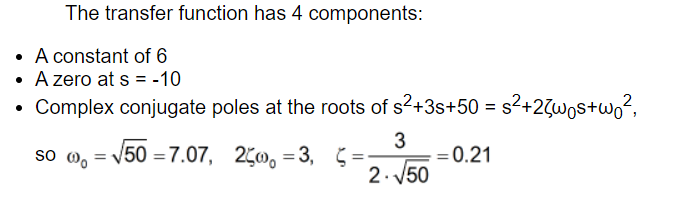 The transfer function has 4 components:
• A constant of 6
• A zero at s = -10
• Complex conjugate poles at the roots of s²+3s+50 = s²+2ζω₀s+ω₀²,
so ω₀ = √50 = 7.07, 2ζω₀ = 3, ζ = 3/(2·√50) = 0.21